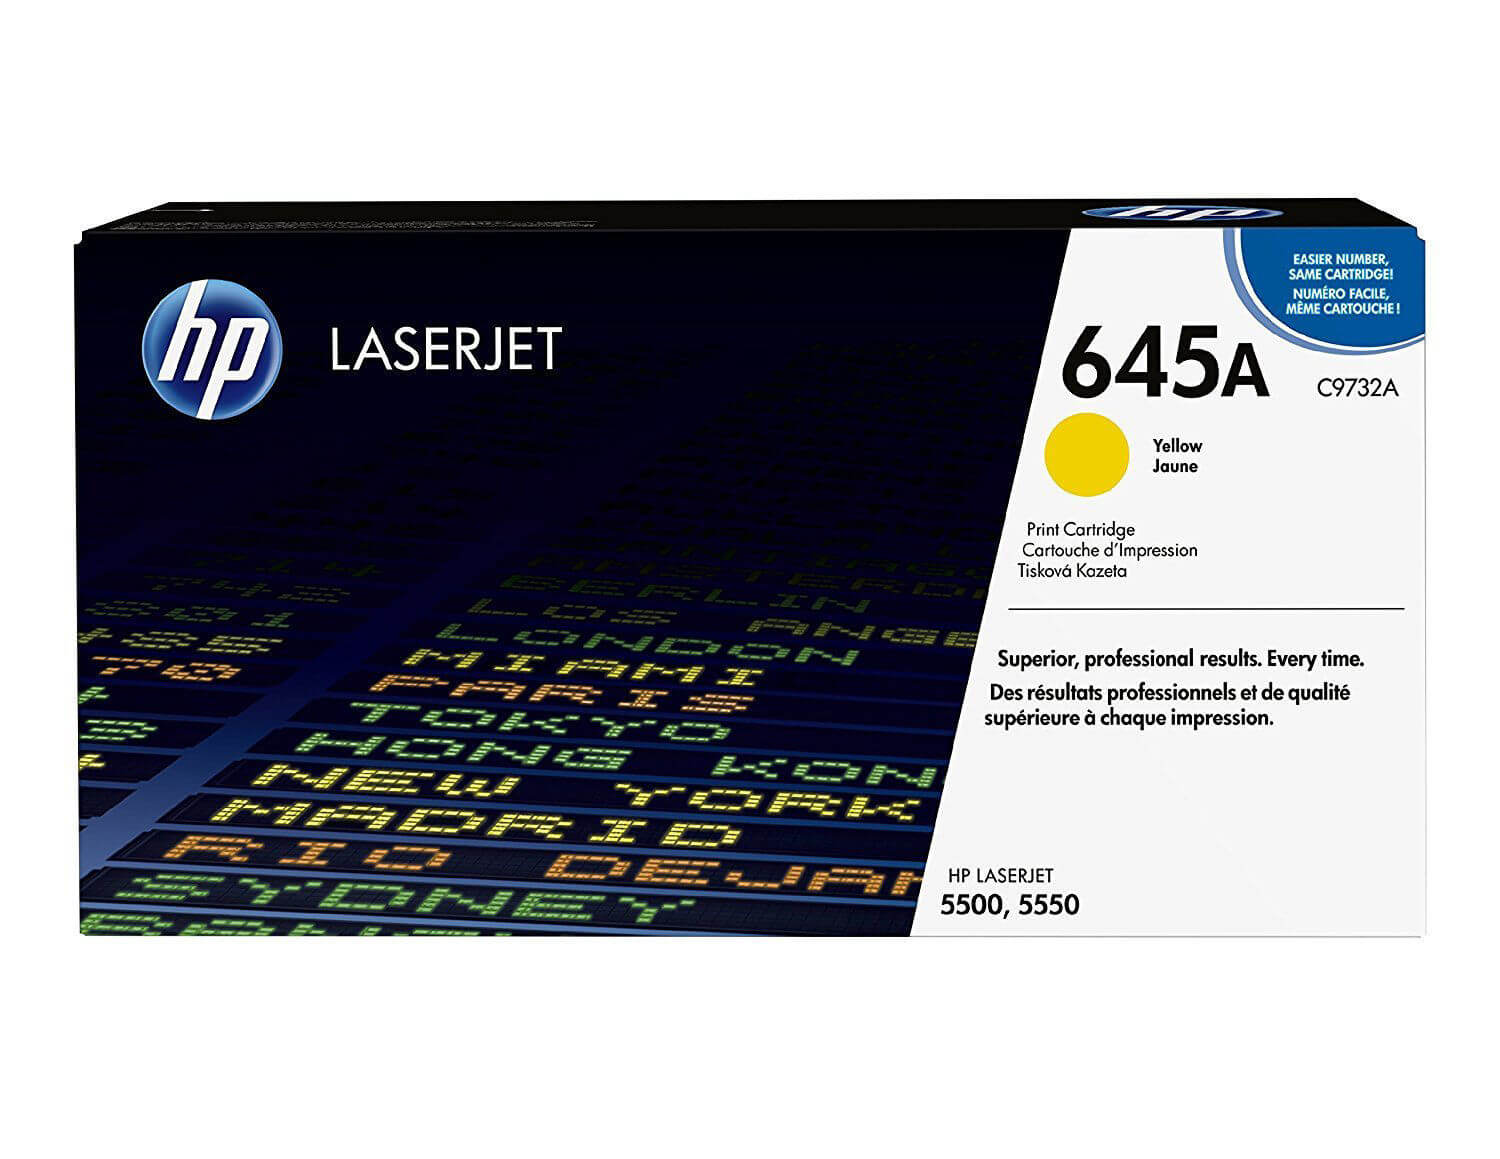 hp
hp
LASERJET
EASIER NUMBER,
SAME CARTRIDGE!
NUMÉRO FACILE,
MÊME CARTOUCHE !
645A
C9732A
Yellow
Jaune
Print Cartridge
Cartouche d'Impression
Tisková Kazeta
Superior, professional results. Every time.
Des résultats professionnels et de qualité
supérieure à chaque impression.
HP LASERJET
5500, 5550
AMSTERD
BERLIN
LOS ANGE
LONDON
MIAMI
PARIS
TOKYO
HONG KON
NEW YORK
MADRID
RIO DEJAN
SYDNEY